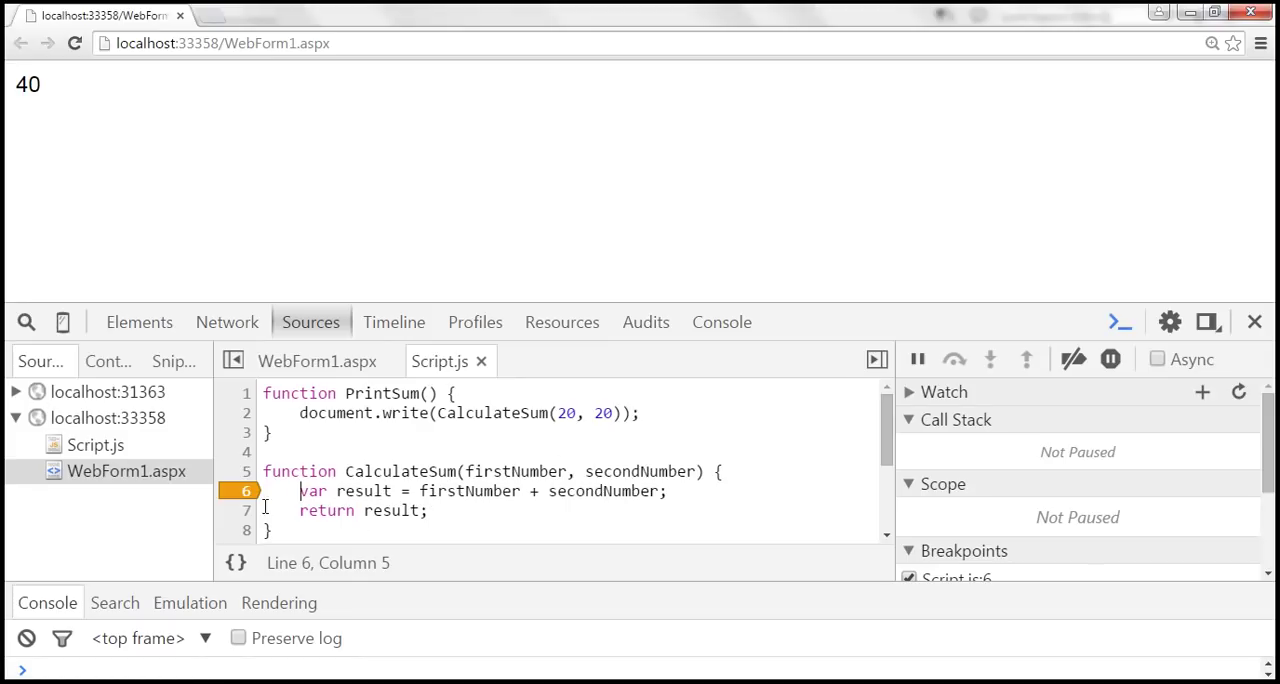 localhost:33358/WebForm
localhost:33358/WebForm1.aspx
40
Elements Network Sources Timeline Profiles Resources Audits Console
Sour... Cont... Snip... WebForm1.aspx Script.js Async
localhost:31363
localhost:33358
Script.js
WebForm1.aspx
1 function PrintSum() {
2 document.write(CalculateSum(20, 20));
3 }
4
5 function CalculateSum(firstNumber, secondNumber) {
6 var result = firstNumber + secondNumber;
7 return result;
8 }
{} Line 6, Column 5
Watch
Call Stack
Not Paused
Scope
Not Paused
Breakpoints
Script.js:6
Console Search Emulation Rendering
<top frame> Preserve log